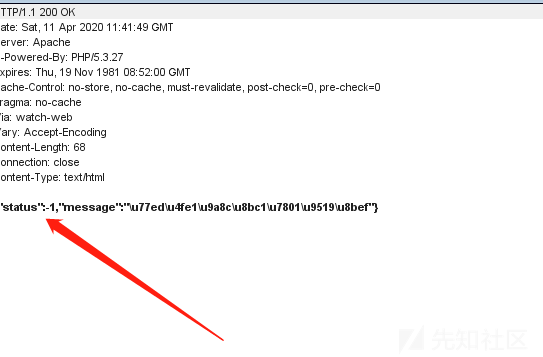 TTP/1.1 200 OK
ate: Sat, 11 Apr 2020 11:41:49 GMT
erver: Apache
-Powered-By: PHP/5.3.27
xpires: Thu, 19 Nov 1981 08:52:00 GMT
ache-Control: no-store, no-cache, must-revalidate, post-check=0, pre-check=0
ragma: no-cache
ia: watch-web
ary: Accept-Encoding
ontent-Length: 68
onnection: close
ontent-Type: text/html
"status":-1,"message":"\u77ed\u4fe1\u9a8c\u8bc1\u7801\u9519\u8bef"}
先知社区